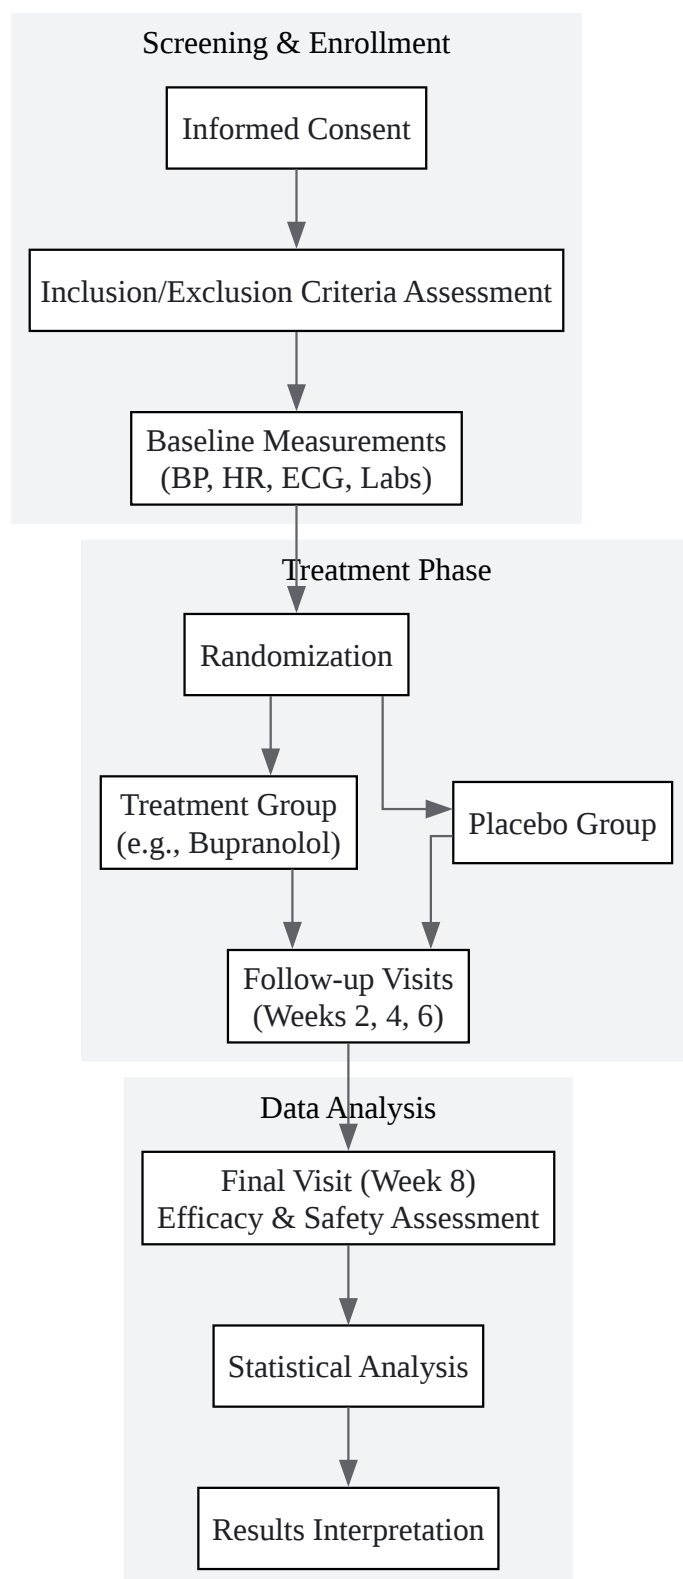 Screening & Enrollment
Informed Consent
Inclusion/Exclusion Criteria Assessment
Baseline Measurements
(BP, HR, ECG, Labs)
Treatment Phase
Randomization
Treatment Group
(e.g., Bupranolol)
Placebo Group
Follow-up Visits
(Weeks 2, 4, 6)
Data Analysis
Final Visit (Week 8)
Efficacy & Safety Assessment
Statistical Analysis
Results Interpretation